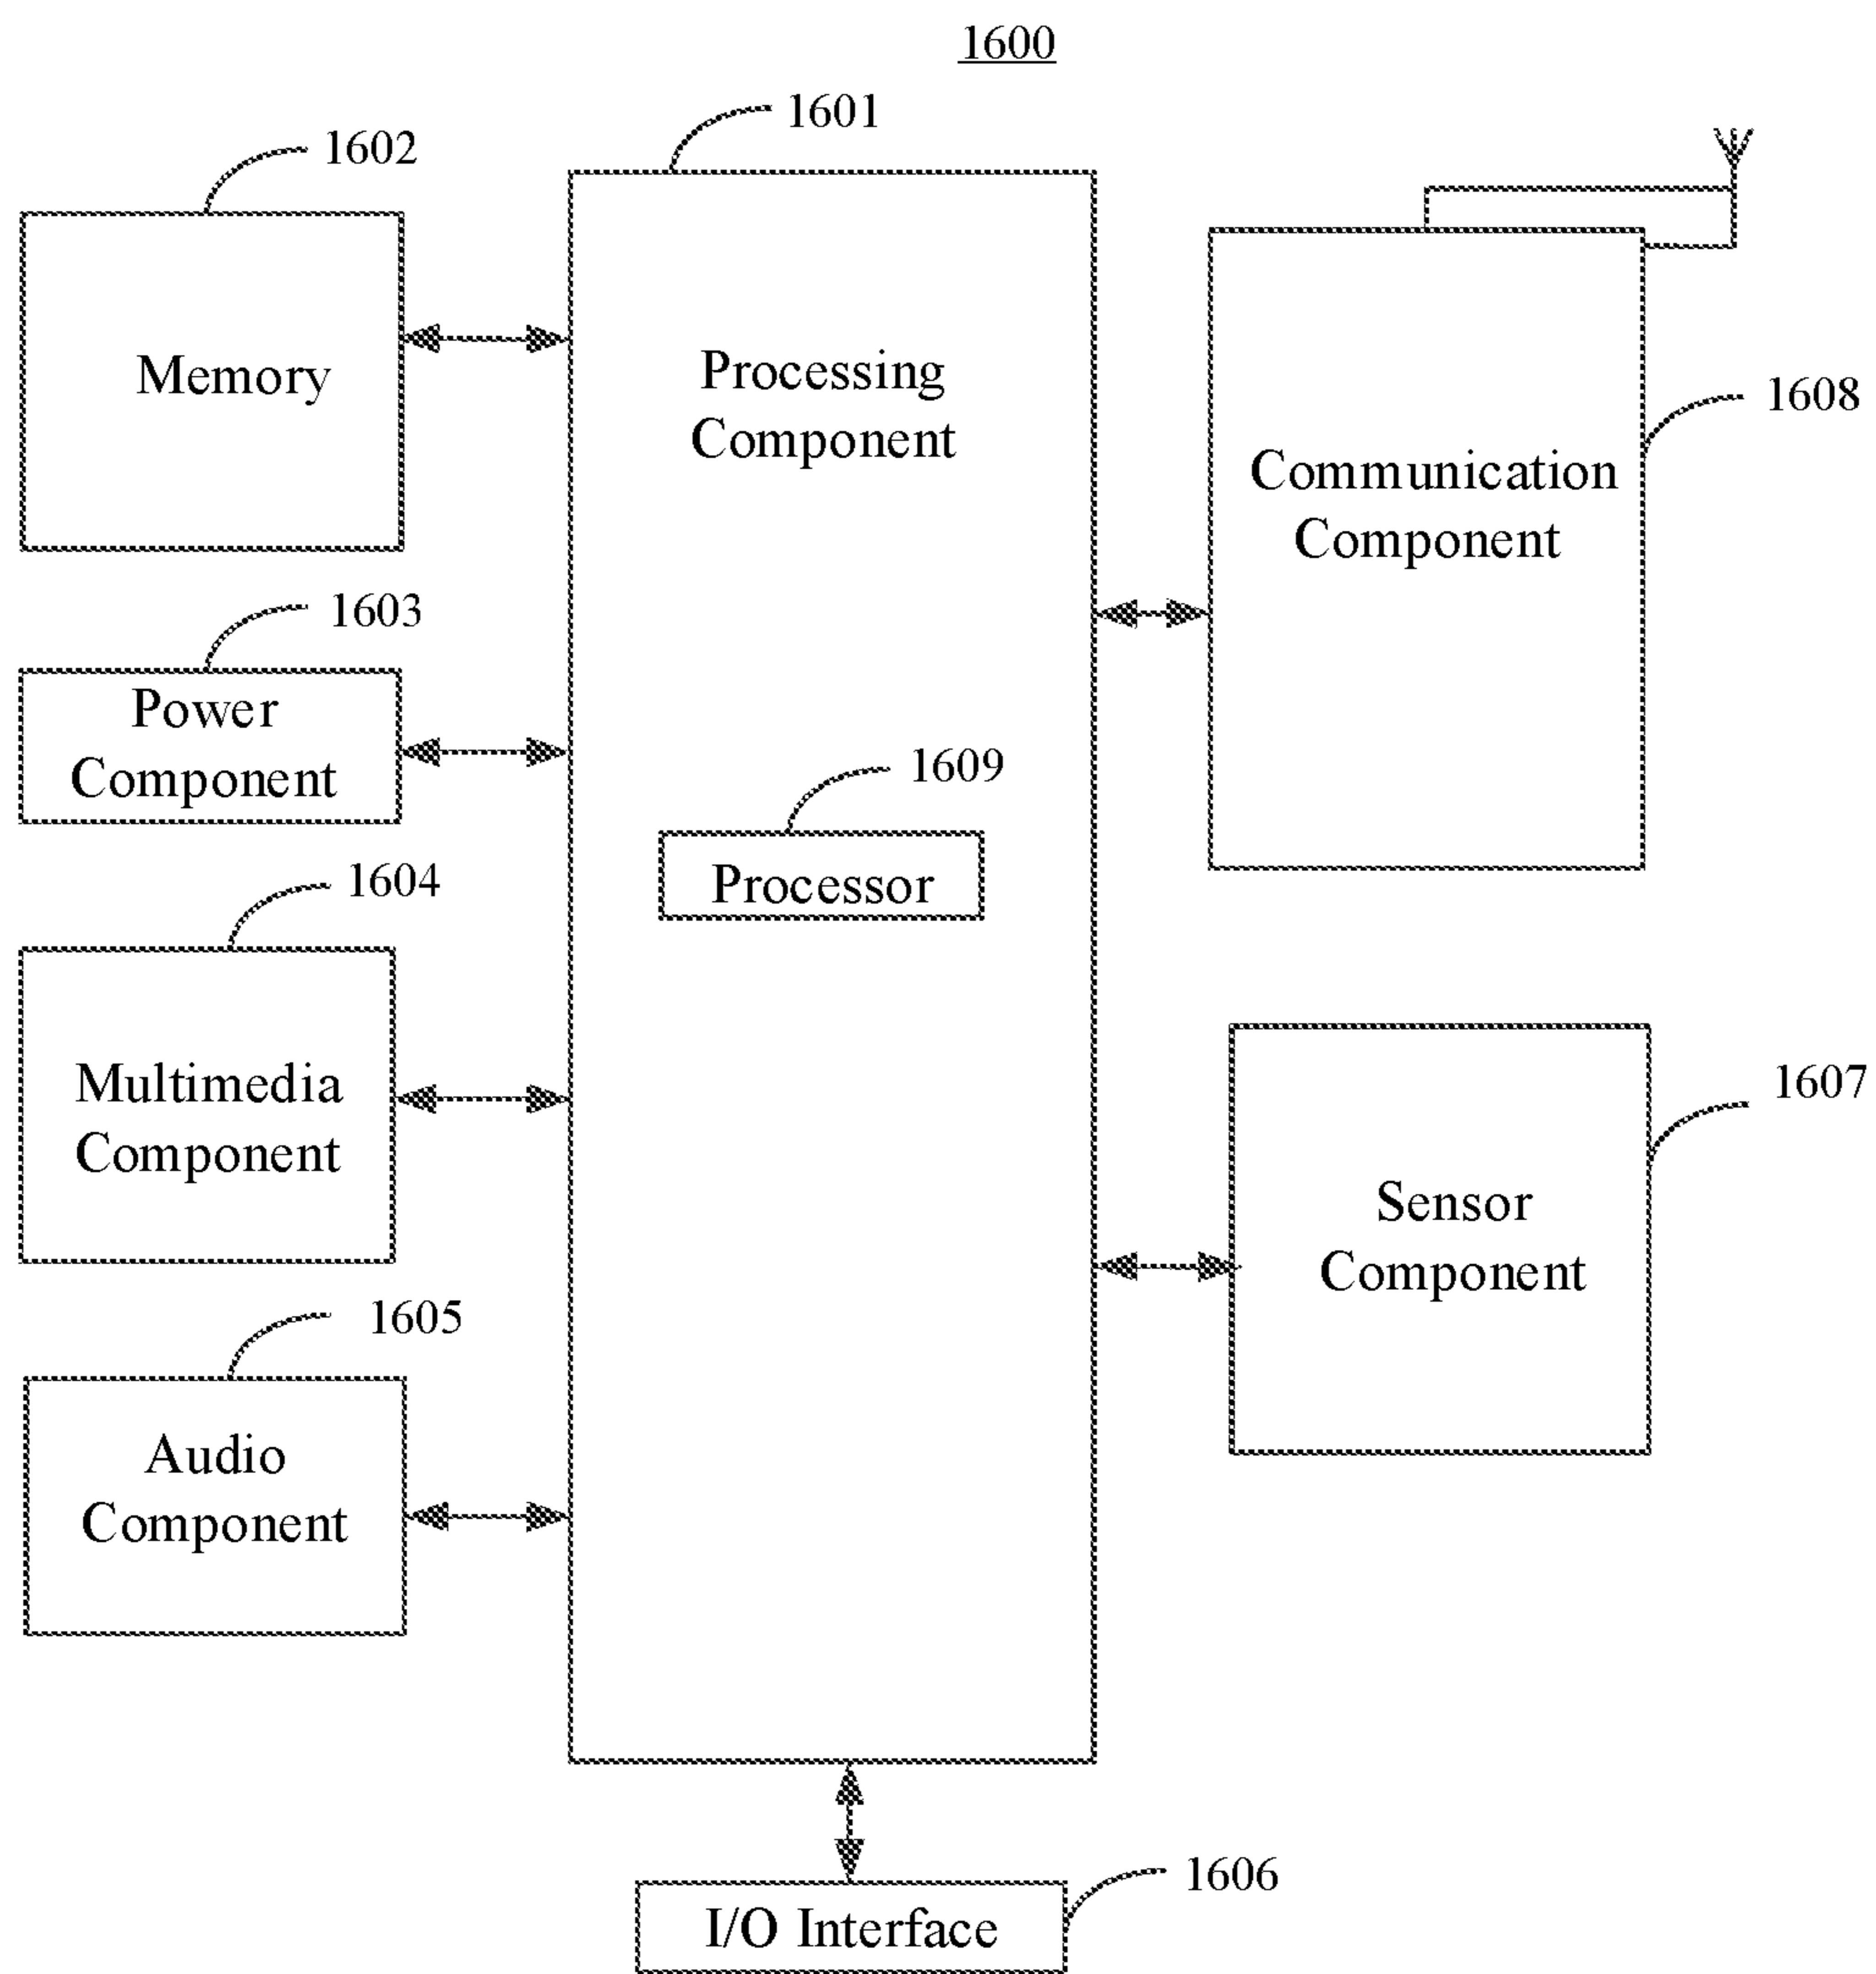 1600
1601
1602
Memory
Processing
Component
1608
Communication
Component
1603
Power
Component
1609
Processor
1604
Multimedia
Component
1607
Sensor
Component
1605
Audio
Component
1606
I/O Interface